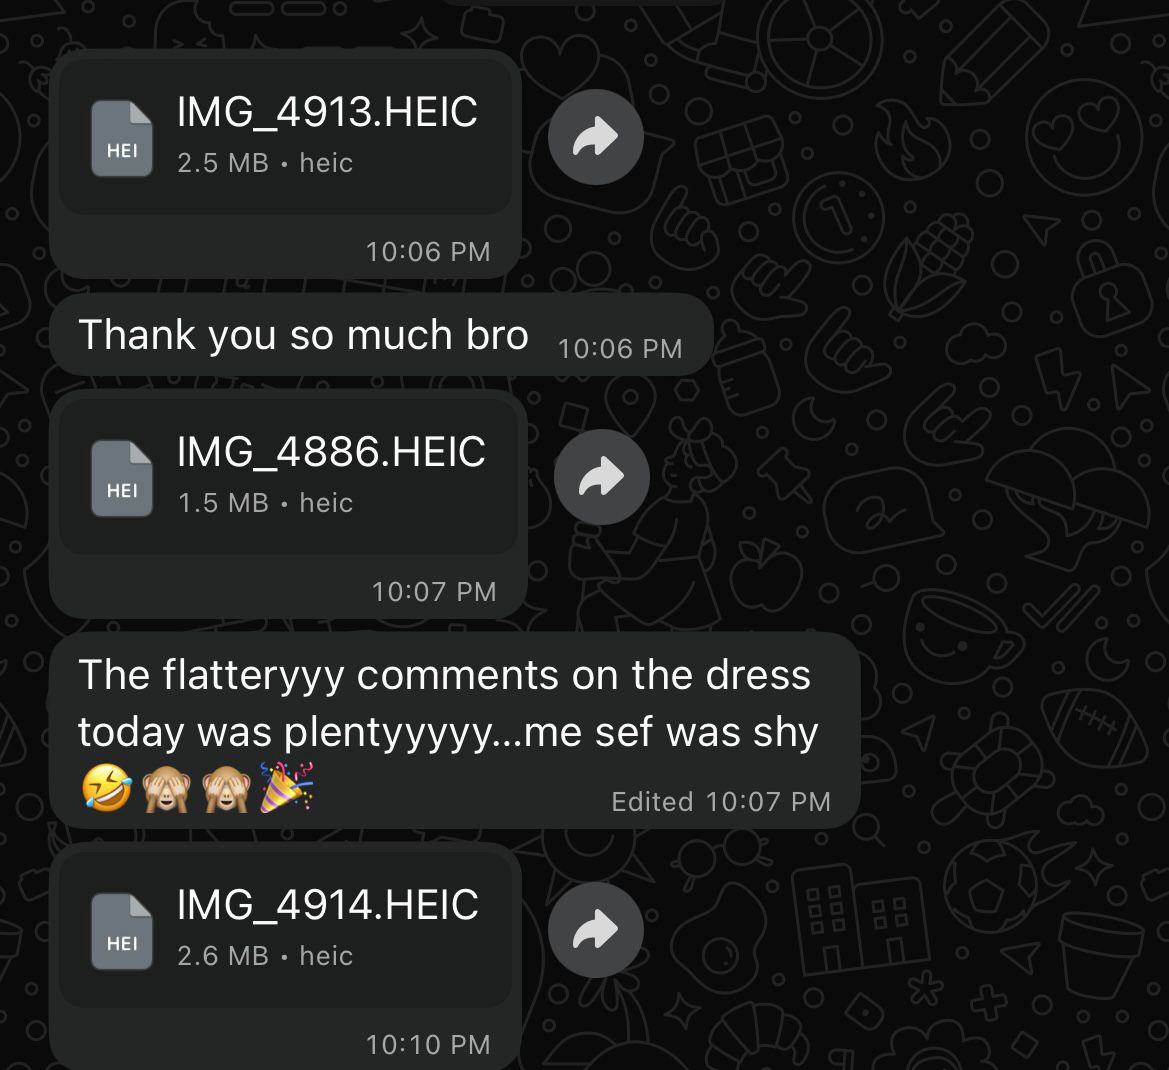 IMG_4913.HEIC
HEI
2.5 MB • heic
10:06 PM
Thank you so much bro 10:06 PM
IMG_4886.HEIC
HEI
1.5 MB • heic
10:07 PM
The flatteryyy comments on the dress
today was plentyyyyy...me sef was shy
🤣🙈🙈🎉 Edited 10:07 PM
IMG_4914.HEIC
HEI
2.6 MB • heic
10:10 PM